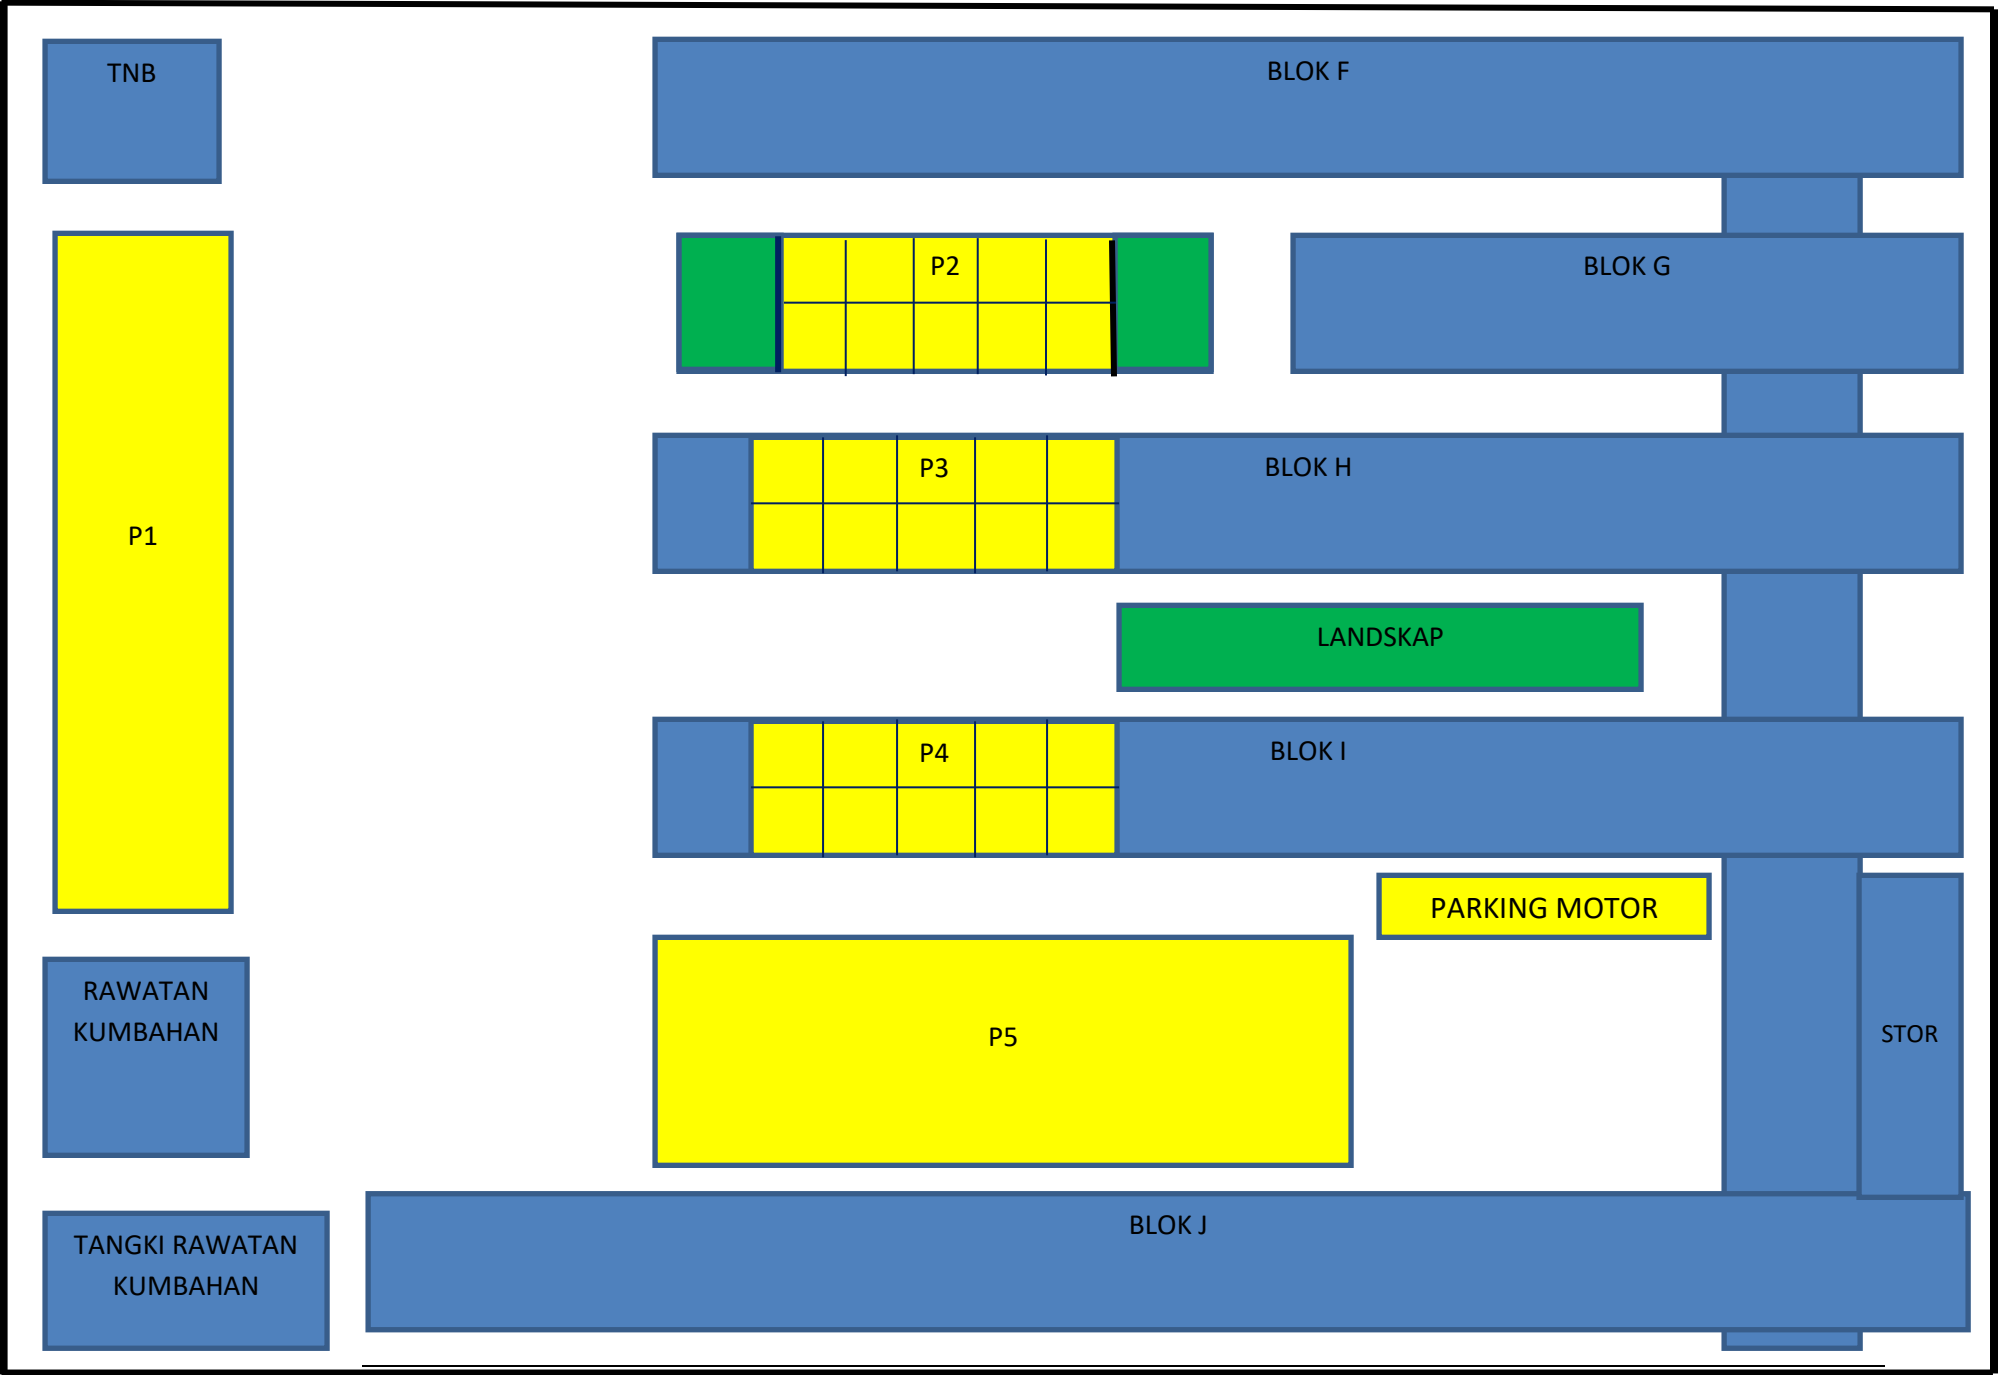 TNB
BLOK F
P2
BLOK G
P3
BLOK H
P1
LANDSKAP
P4
BLOK I
PARKING MOTOR
RAWATAN
KUMBAHAN
P5
STOR
BLOK J
TANGKI RAWATAN
KUMBAHAN